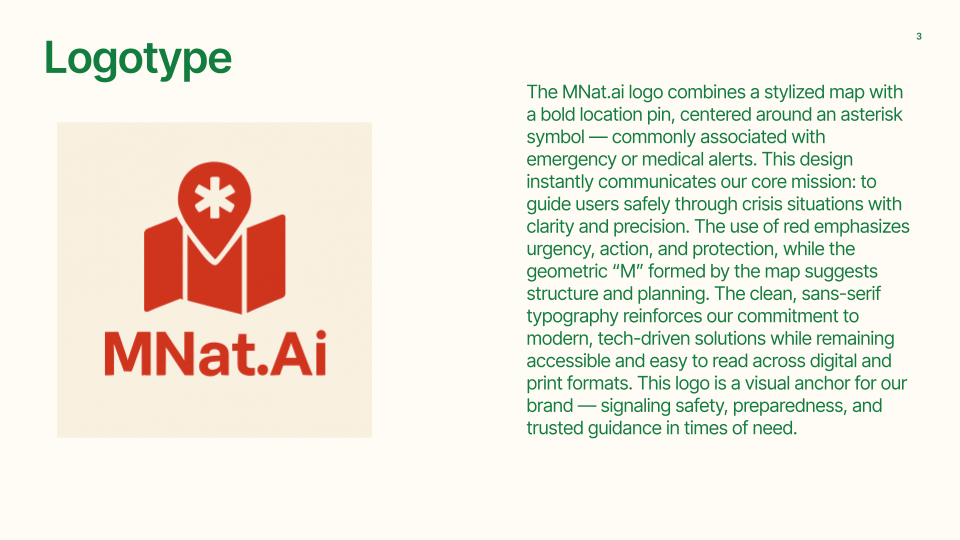 Logotype
3
MNat.Ai
The MNat.ai logo combines a stylized map with
a bold location pin, centered around an asterisk
symbol — commonly associated with
emergency or medical alerts. This design
instantly communicates our core mission: to
guide users safely through crisis situations with
clarity and precision. The use of red emphasizes
urgency, action, and protection, while the
geometric “M” formed by the map suggests
structure and planning. The clean, sans-serif
typography reinforces our commitment to
modern, tech-driven solutions while remaining
accessible and easy to read across digital and
print formats. This logo is a visual anchor for our
brand — signaling safety, preparedness, and
trusted guidance in times of need.